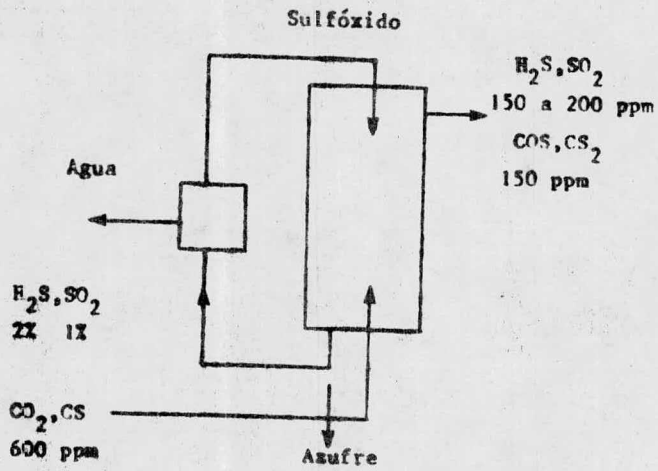 Sulfóxido
H2S,SO2
150 a 200 ppm
COS,CS2
150 ppm
Agua
H2S,SO2
2% 1%
CO2,CS
600 ppm
Azufre